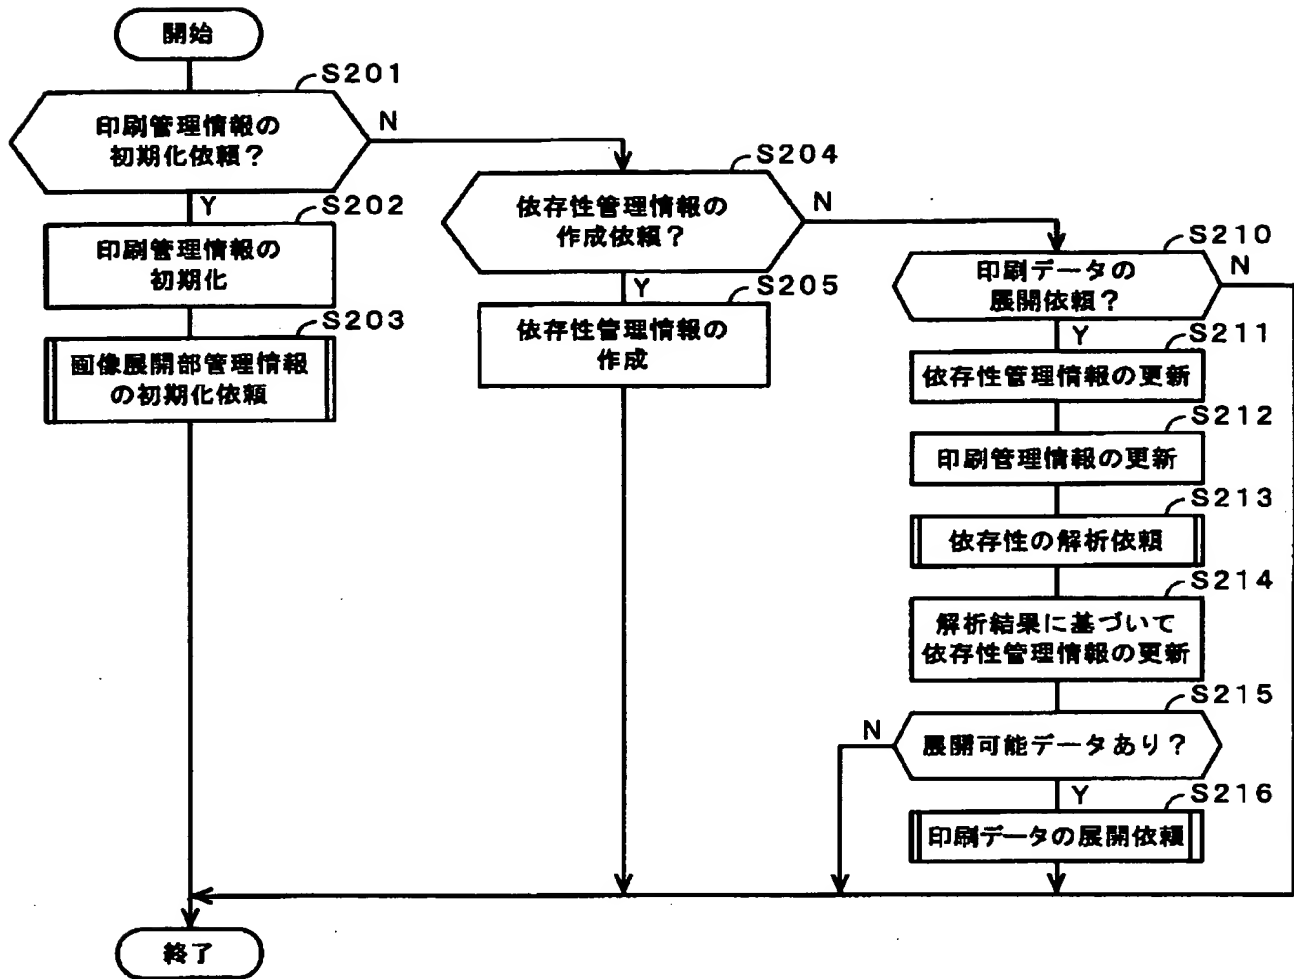 開始
S201
印刷管理情報の
初期化依頼？
N
Y
S202
印刷管理情報の
初期化
S203
画像展開部管理情報
の初期化依頼
S204
依存性管理情報の
作成依頼？
N
Y
S205
依存性管理情報の
作成
S210
印刷データの
展開依頼？
N
Y
S211
依存性管理情報の更新
S212
印刷管理情報の更新
S213
依存性の解析依頼
S214
解析結果に基づいて
依存性管理情報の更新
S215
展開可能データあり？
N
Y
S216
印刷データの展開依頼
終了